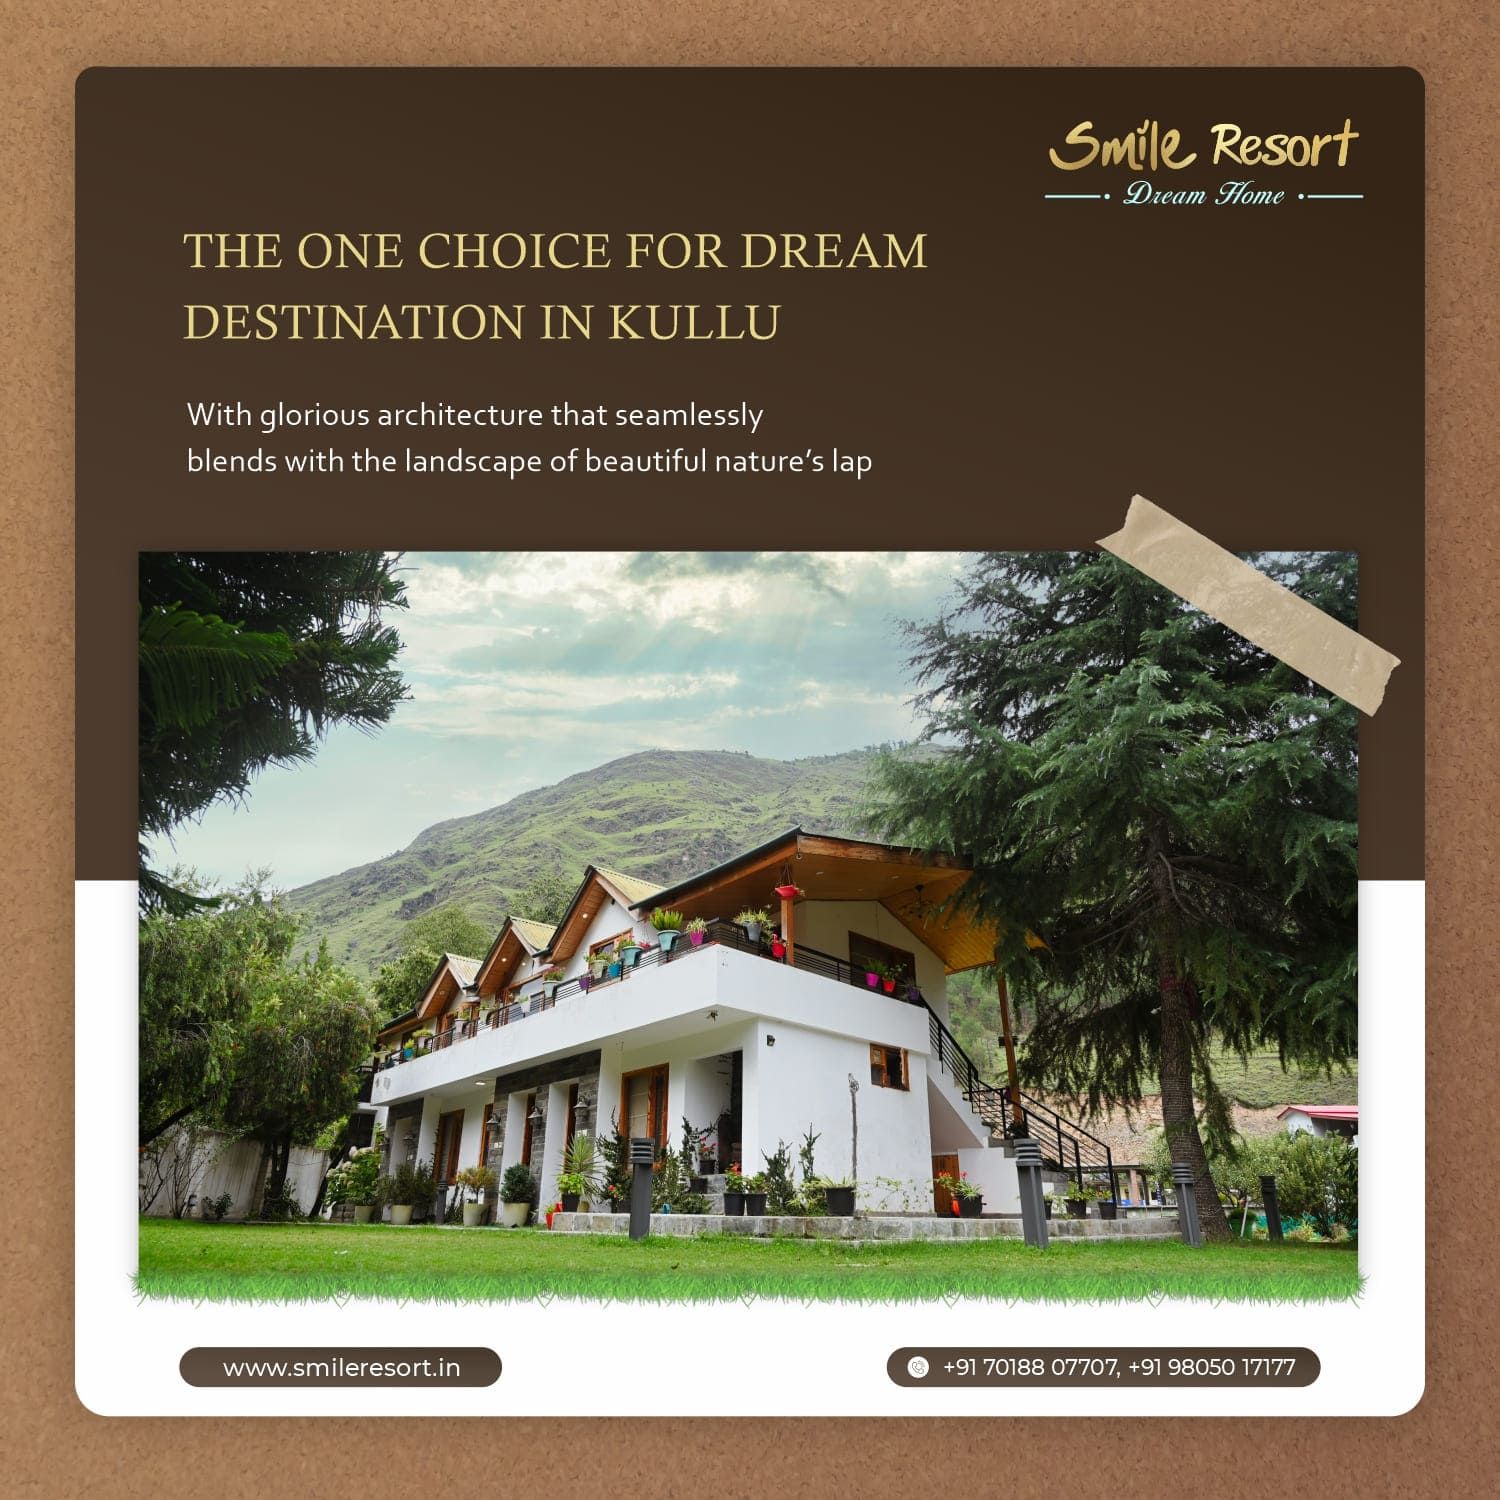 Smile Resort
Dream Home
THE ONE CHOICE FOR DREAM
DESTINATION IN KULLU
With glorious architecture that seamlessly
blends with the landscape of beautiful nature’s lap
www.smileresort.in
+91 70188 07707, +91 98050 17177